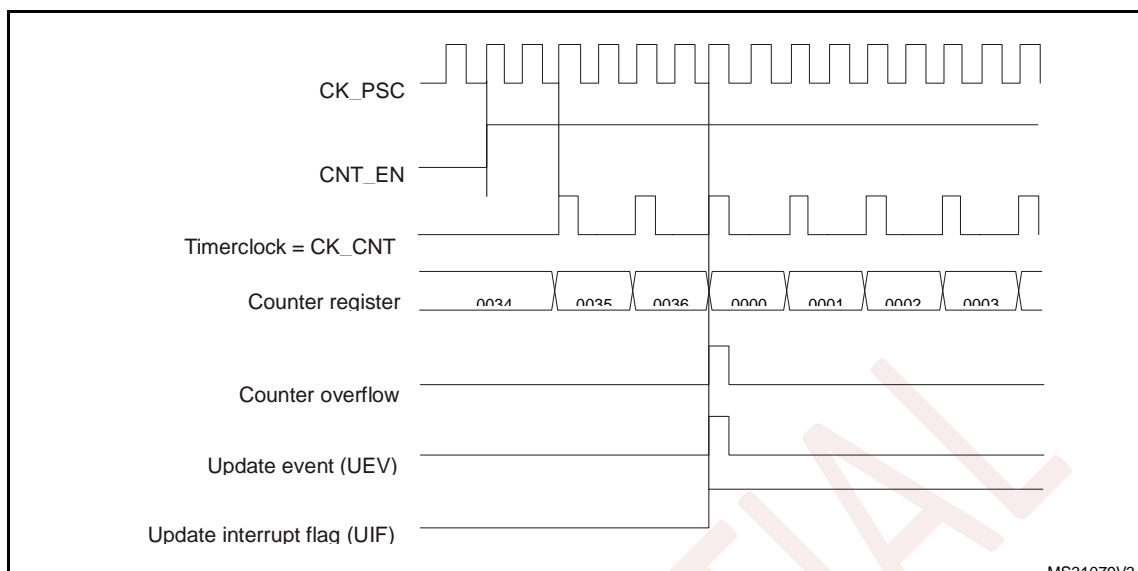 CK_PSC
CNT_EN
Timerclock = CK_CNT
Counter register 0034 0035 0036 0000 0001 0002 0003
Counter overflow
Update event (UEV)
Update interrupt flag (UIF)
MS31079V2